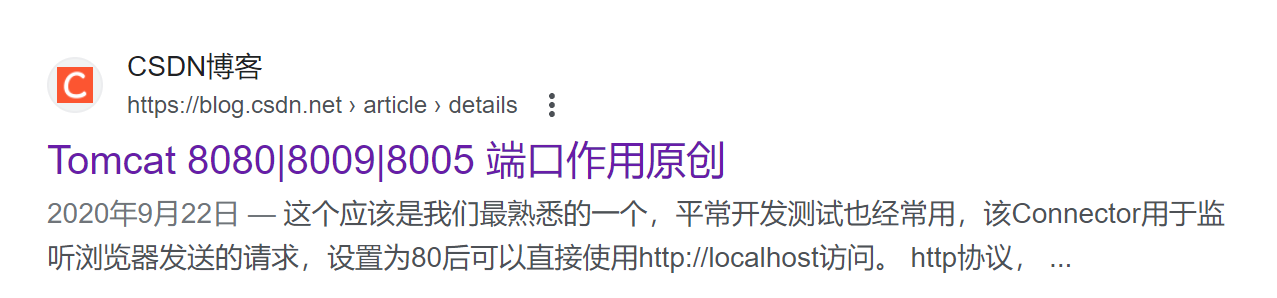 CSDN博客
https://blog.csdn.net › article › details
Tomcat 8080|8009|8005 端口作用原创
2020年9月22日 — 这个应该是我们最熟悉的一个，平常开发测试也经常用，该Connector用于监
听浏览器发送的请求，设置为80后可以直接使用http://localhost访问。 http协议， ...